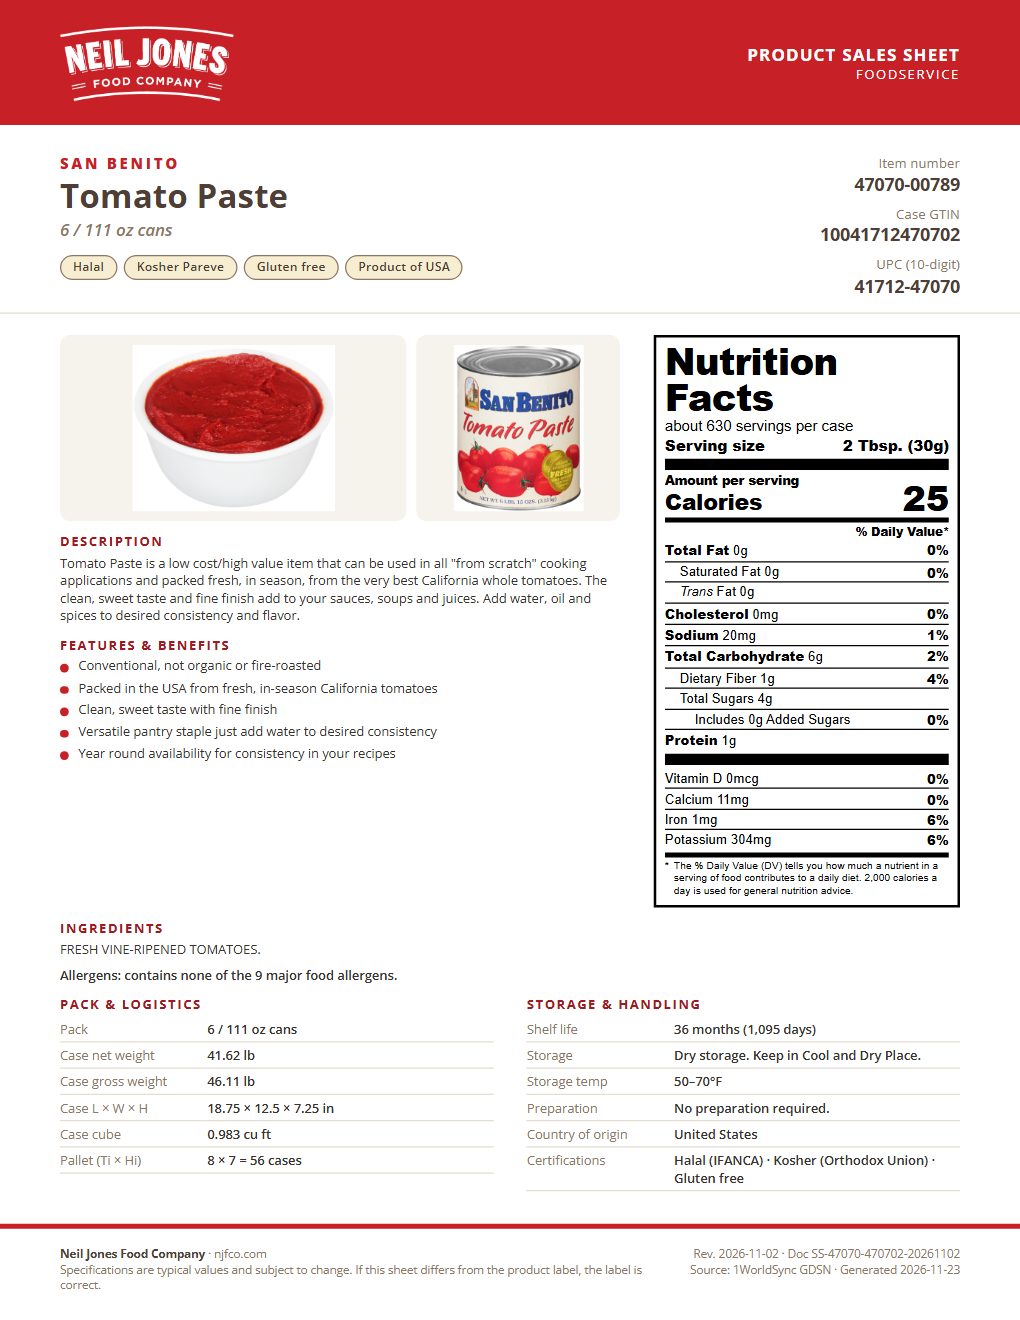 NEIL JONES
FOOD COMPANY
PRODUCT SALES SHEET
FOODSERVICE
SAN BENITO
Tomato Paste
6 / 111 oz cans
Halal
Kosher Pareve
Gluten free
Product of USA
Item number
47070-00789
Case GTIN
10041712470702
UPC (10-digit)
41712-47070
SAN BENITO
Tomato Paste
FRESH
NET WT. 6 LBS. 15 OZS. (3.15kg)
DESCRIPTION
Tomato Paste is a low cost/high value item that can be used in all "from scratch" cooking
applications and packed fresh, in season, from the very best California whole tomatoes. The
clean, sweet taste and fine finish add to your sauces, soups and juices. Add water, oil and
spices to desired consistency and flavor.
FEATURES & BENEFITS
Conventional, not organic or fire-roasted
Packed in the USA from fresh, in-season California tomatoes
Clean, sweet taste with fine finish
Versatile pantry staple just add water to desired consistency
Year round availability for consistency in your recipes
Nutrition
Facts
about 630 servings per case
Serving size 2 Tbsp. (30g)
Amount per serving
Calories 25
% Daily Value*
Total Fat 0g 0%
Saturated Fat 0g 0%
Trans Fat 0g
Cholesterol 0mg 0%
Sodium 20mg 1%
Total Carbohydrate 6g 2%
Dietary Fiber 1g 4%
Total Sugars 4g
Includes 0g Added Sugars 0%
Protein 1g
Vitamin D 0mcg 0%
Calcium 11mg 0%
Iron 1mg 6%
Potassium 304mg 6%
* The % Daily Value (DV) tells you how much a nutrient in a
serving of food contributes to a daily diet. 2,000 calories a
day is used for general nutrition advice.
INGREDIENTS
FRESH VINE-RIPENED TOMATOES.
Allergens: contains none of the 9 major food allergens.
PACK & LOGISTICS
Pack 6 / 111 oz cans
Case net weight 41.62 lb
Case gross weight 46.11 lb
Case L × W × H 18.75 × 12.5 × 7.25 in
Case cube 0.983 cu ft
Pallet (Ti × Hi) 8 × 7 = 56 cases
STORAGE & HANDLING
Shelf life 36 months (1,095 days)
Storage Dry storage. Keep in Cool and Dry Place.
Storage temp 50–70°F
Preparation No preparation required.
Country of origin United States
Certifications Halal (IFANCA) · Kosher (Orthodox Union) ·
Gluten free
Neil Jones Food Company · njfco.com
Specifications are typical values and subject to change. If this sheet differs from the product label, the label is
correct.
Rev. 2026-11-02 · Doc SS-47070-470702-20261102
Source: 1WorldSync GDSN · Generated 2026-11-23